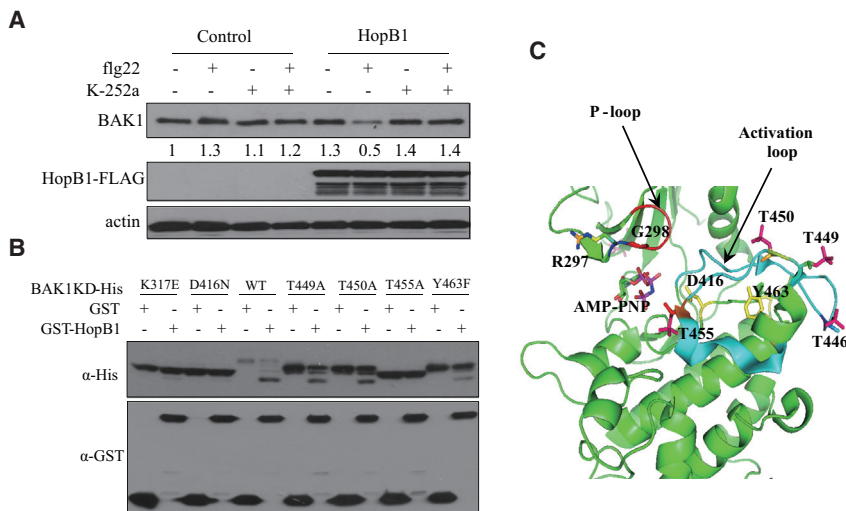 A
Control HopB1
flg22 - + - + - + - +
K-252a - - + + - - + +
BAK1
1 1.3 1.1 1.2 1.3 0.5 1.4 1.4
HopB1-FLAG
actin
B
BAK1KD-His K317E D416N WT T449A T450A T455A Y463F
GST + - + - + - + - + - + - + -
GST-HopB1 - + - + - + - + - + - + - +
α-His
α-GST
C
P-loop
Activation
loop
T450
G298
T449
R297
D416
Y463
AMP-PNP
T455
T446